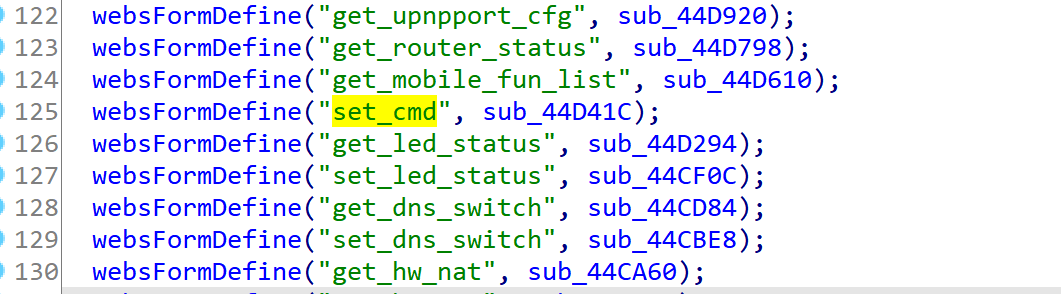 122 websFormDefine("get_upnpport_cfg", sub_44D920);
123 websFormDefine("get_router_status", sub_44D798);
124 websFormDefine("get_mobile_fun_list", sub_44D610);
125 websFormDefine("set_cmd", sub_44D41C);
126 websFormDefine("get_led_status", sub_44D294);
127 websFormDefine("set_led_status", sub_44CF0C);
128 websFormDefine("get_dns_switch", sub_44CD84);
129 websFormDefine("set_dns_switch", sub_44CBE8);
130 websFormDefine("get_hw_nat", sub_44CA60);